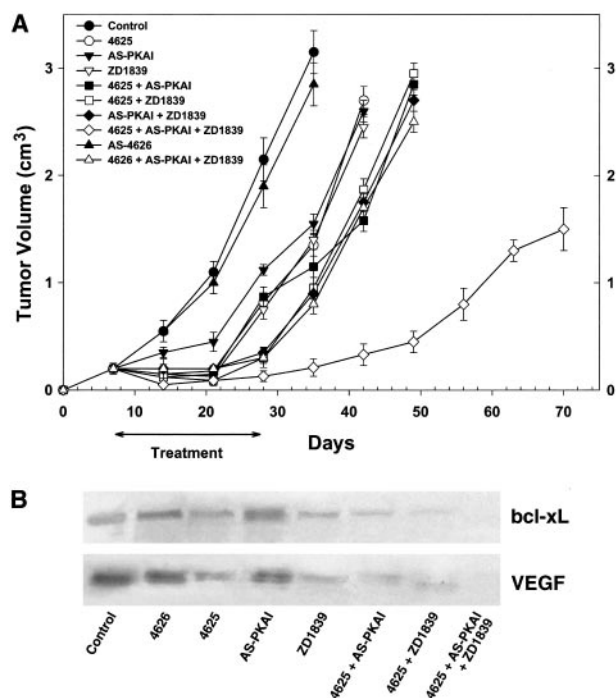 A
Control
4625
AS-PKAI
ZD1839
4625 + AS-PKAI
4625 + ZD1839
AS-PKAI + ZD1839
4625 + AS-PKAI + ZD1839
AS-4626
4626 + AS-PKAI + ZD1839
Tumor Volume (cm3)
3
2
1
0
3
2
1
0
0 10 20 30 40 50 60 70
Treatment
Days
B
bcl-xL
VEGF
Control
4626
4625
AS-PKAI
ZD1839
4625 + AS-PKAI
4625 + ZD1839
4625 + AS-PKAI
+ ZD1839